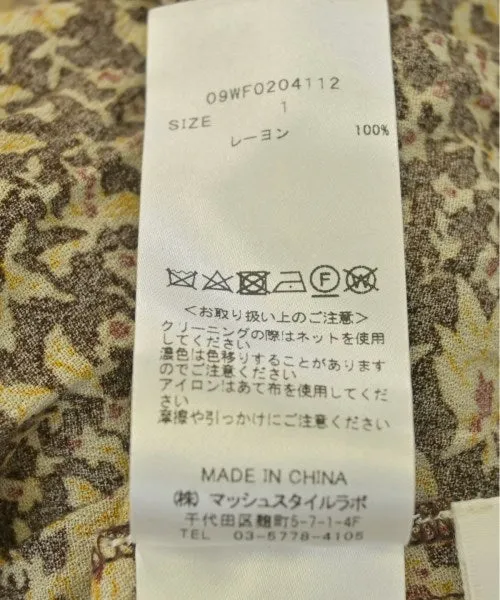 09WFO204112
SIZE 1
レーヨン 100%
F W
<お取り扱い上のご注意>
クリーニングの際はネットを使用
してください
濃色は色移りすることがあります
のでご注意ください
アイロンはあて布を使用してくだ
さい
摩擦や引っかけにご注意ください
MADE IN CHINA
(株) マッシュスタイルラボ
千代田区麹町5-7-1-4F
TEL 03-5778-4105